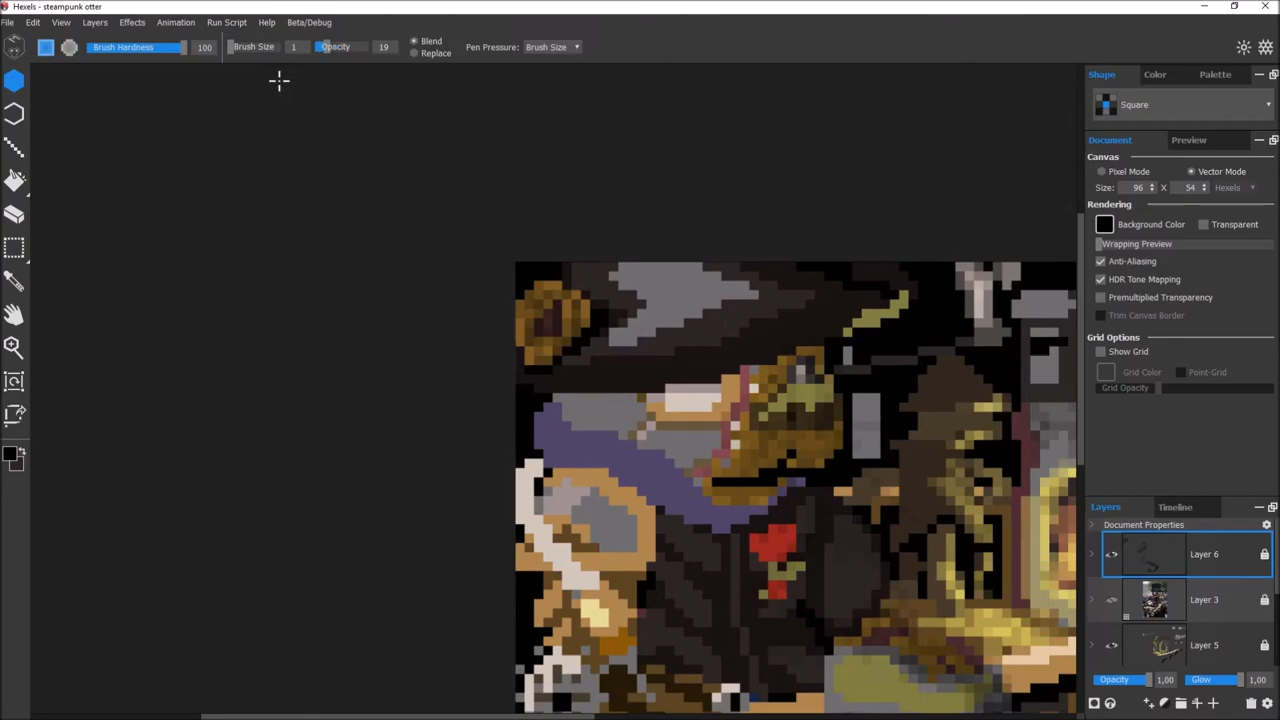 Hexels - steampunk otter
File Edit View Layers Effects Animation Run Script Help Beta/Debug
Brush Hardness 100 Brush Size 1 Opacity 19 Blend Replace Pen Pressure: Brush Size
Shape Color Palette
Square
Document Preview
Canvas
Pixel Mode Vector Mode
Size: 96 X 54 Hexels
Rendering
Background Color Transparent
Wrapping Preview
Anti-Aliasing
HDR Tone Mapping
Premultiplied Transparency
Trim Canvas Border
Grid Options
Show Grid
Grid Color Point-Grid
Grid Opacity
Layers Timeline
Document Properties
Layer 6
Layer 3
Layer 5
Opacity 1,00 Glow 1,00